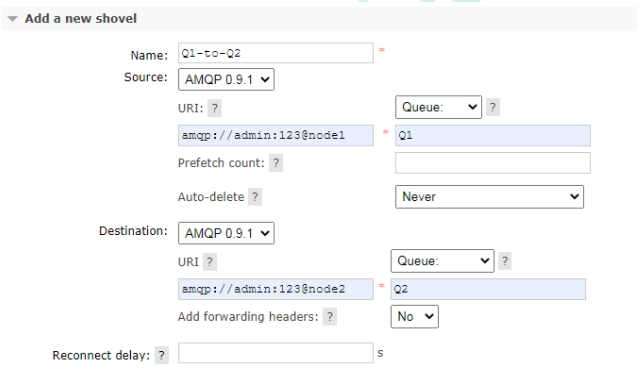 Add a new shovel
Name: Q1-to-Q2 *
Source: AMQP 0.9.1
URI: ? Queue: ?
amqp://admin:123@node1 * Q1
Prefetch count: ?
Auto-delete ? Never
Destination: AMQP 0.9.1
URI ? Queue: ?
amqp://admin:123@node2 * Q2
Add forwarding headers: ? No
Reconnect delay: ? s